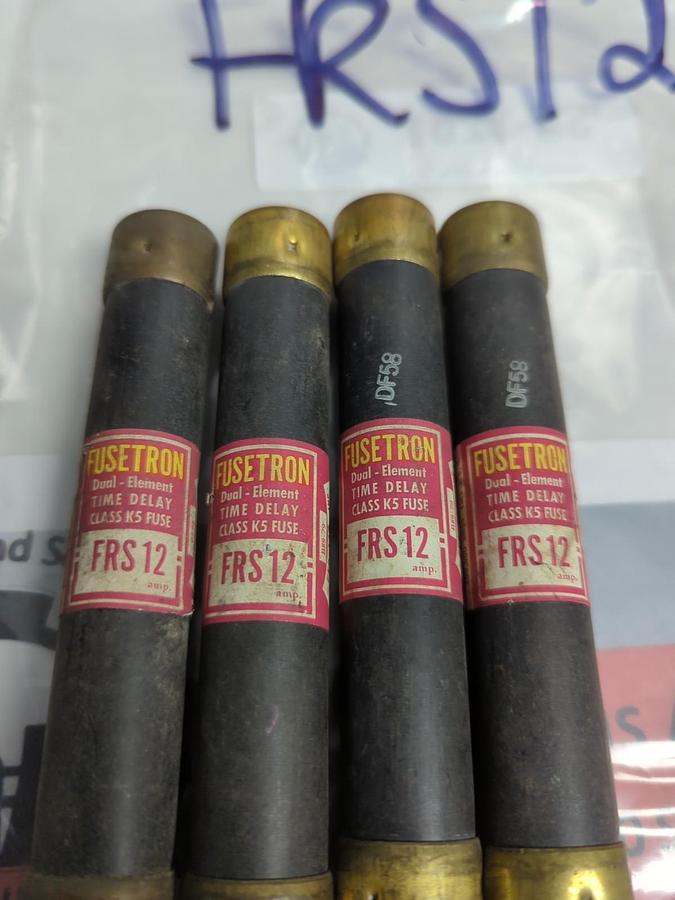 FRS12
DF58
DF58
FUSETRON
Dual - Element
TIME DELAY
CLASS K5 FUSE
FRS 12
amp.
FUSETRON
Dual - Element
TIME DELAY
CLASS K5 FUSE
FRS 12
amp.
FUSETRON
Dual - Element
TIME DELAY
CLASS K5 FUSE
FRS 12
amp.
FUSETRON
Dual - Element
TIME DELAY
CLASS K5 FUSE
FRS 12
amp.